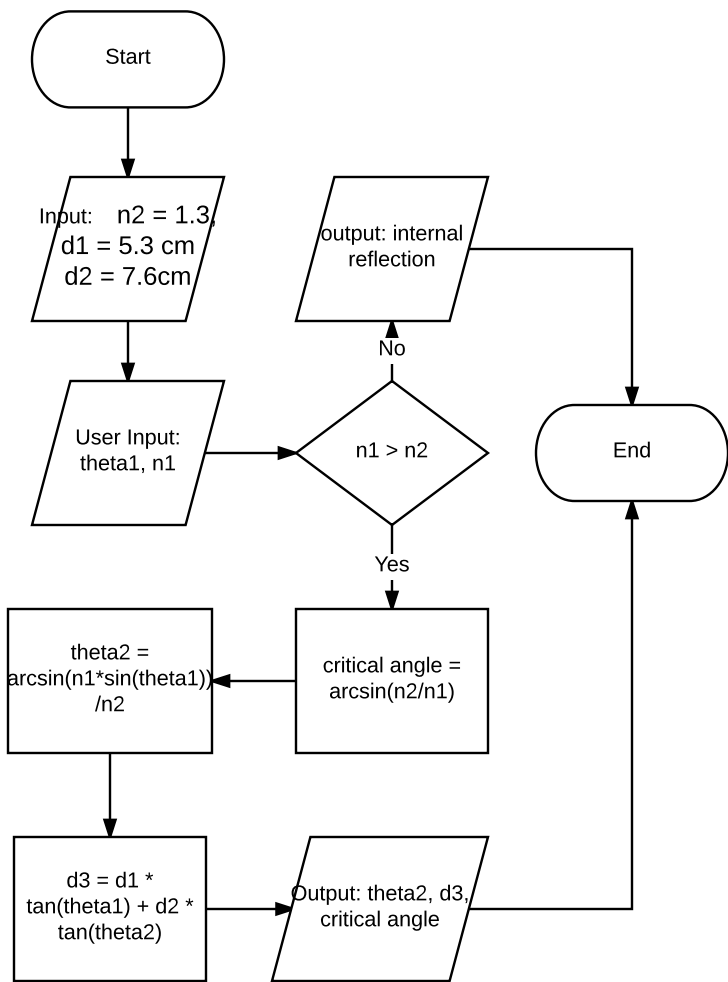 Start
Input: n2 = 1.3,
d1 = 5.3 cm
d2 = 7.6cm
output: internal
reflection
No
User Input:
theta1, n1
n1 > n2
End
Yes
theta2 =
arcsin(n1*sin(theta1))
/n2
critical angle =
arcsin(n2/n1)
d3 = d1 *
tan(theta1) + d2 *
tan(theta2)
Output: theta2, d3,
critical angle